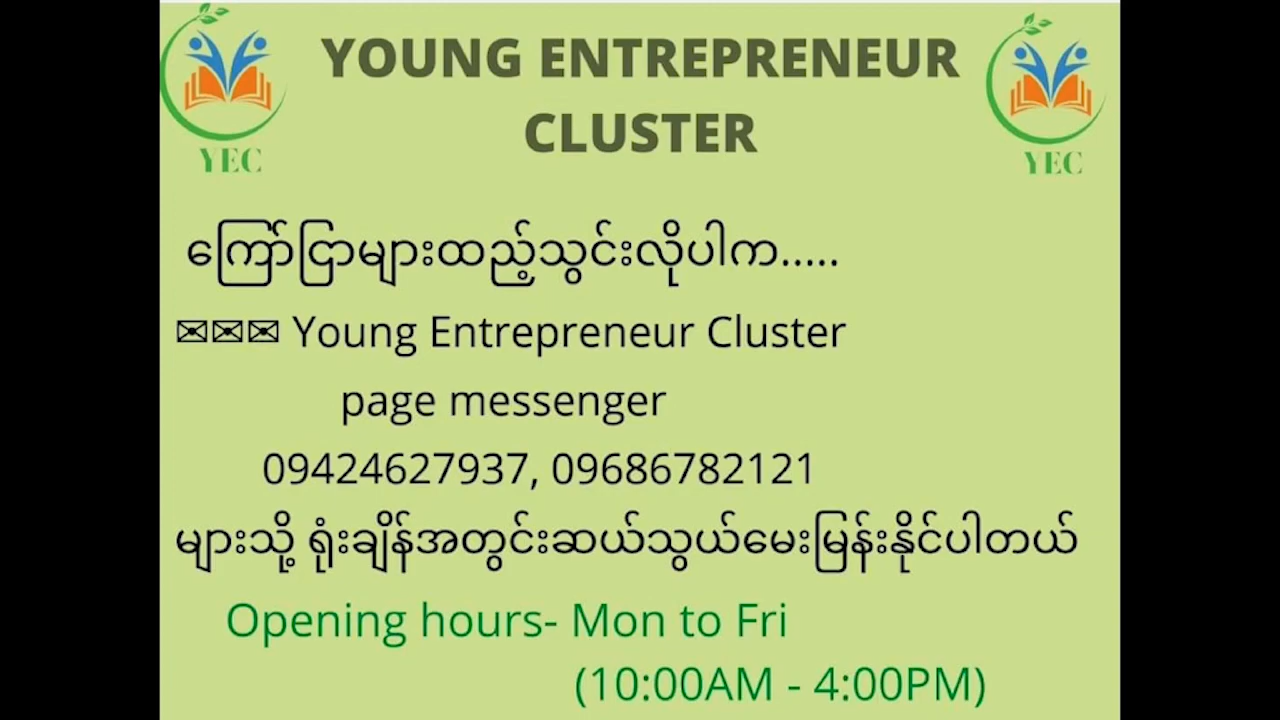 YOUNG ENTREPRENEUR
CLUSTER
YEC
YEC
ကြော်ငြာများထည့်သွင်းလိုပါက.....
✉✉✉ Young Entrepreneur Cluster
page messenger
09424627937, 09686782121
များသို့ ရုံးချိန်အတွင်းဆယ်သွယ်မေးမြန်းနိုင်ပါတယ်
Opening hours- Mon to Fri
(10:00AM - 4:00PM)